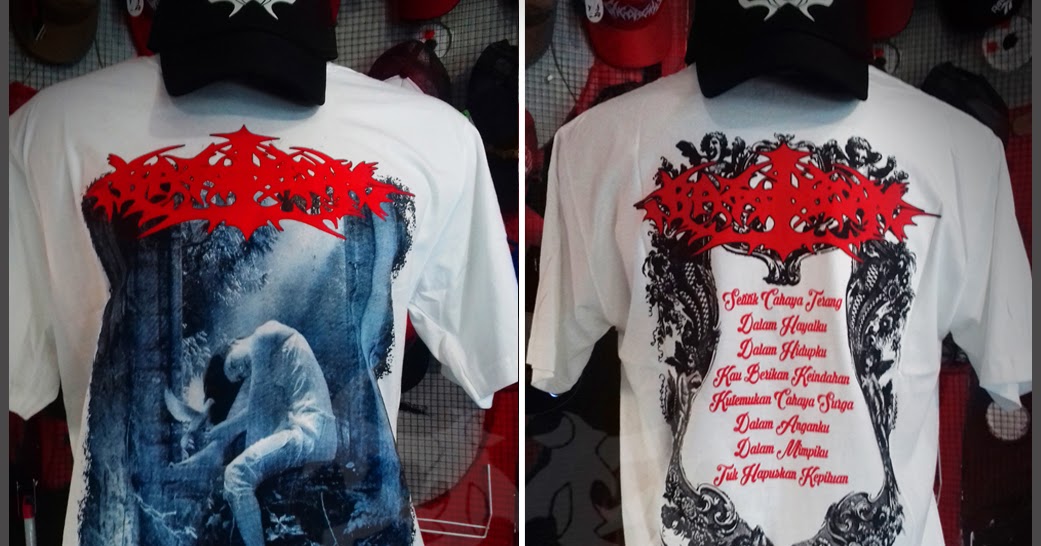 Setitik Cahaya Terang
Dalam Hayalku
Dalam Hidupku
Kau Berikan Keindahan
Kutemukan Cahaya Surga
Dalam Anganku
Dalam Mimpiku
Tuk Hapuskan Kepiluan